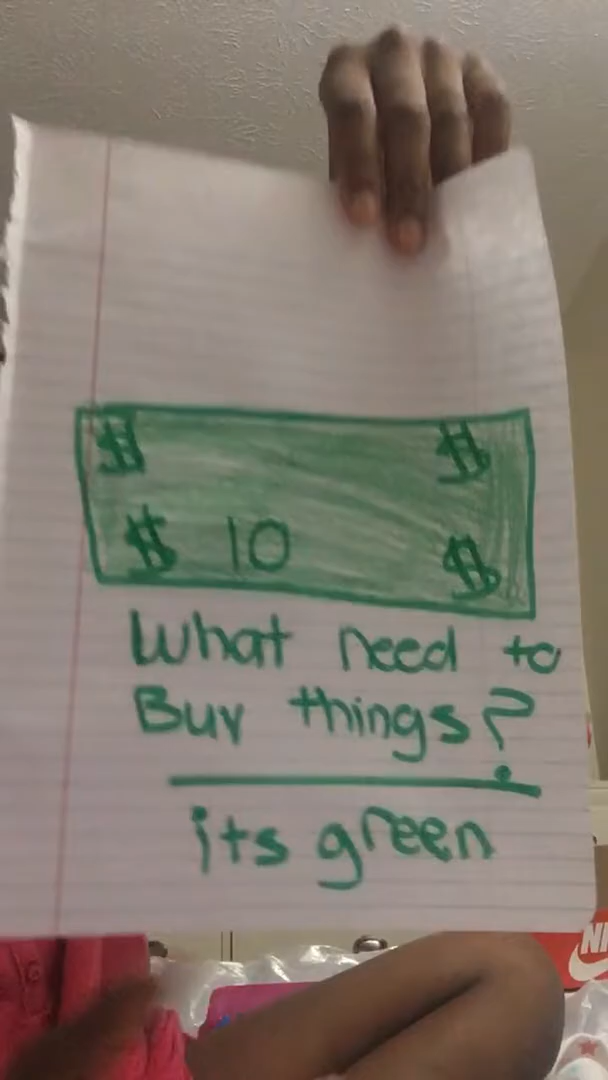 $ $
$ 10 $
What need to
Buy things?
its green